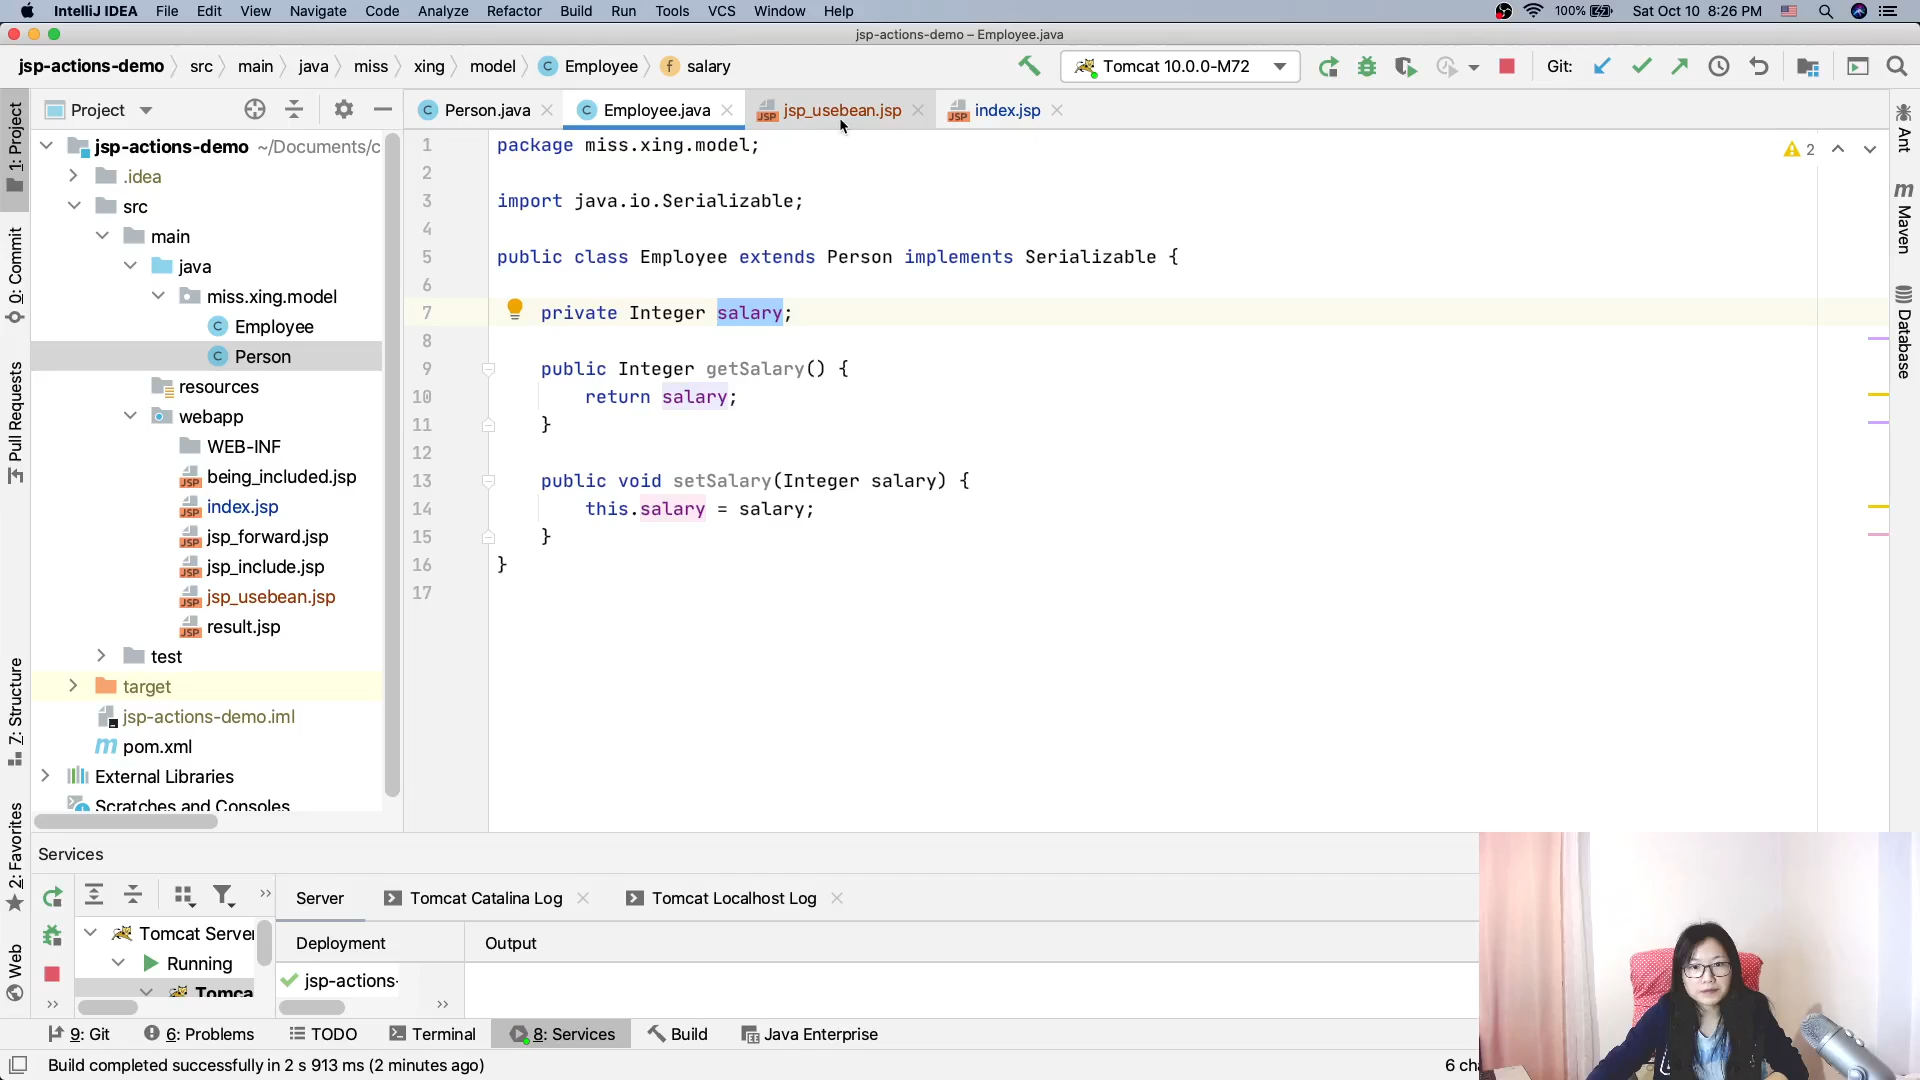 IntelliJ IDEA File Edit View Navigate Code Analyze Refactor Build Run Tools VCS Window Help 100% Sat Oct 10 8:26 PM
jsp-actions-demo – Employee.java
jsp-actions-demo src main java miss xing model Employee salary Tomcat 10.0.0-M72 Git:
Project
Person.java Employee.java jsp_usebean.jsp index.jsp
jsp-actions-demo ~/Documents/c
.idea
src
main
java
miss.xing.model
Employee
Person
resources
webapp
WEB-INF
being_included.jsp
index.jsp
jsp_forward.jsp
jsp_include.jsp
jsp_usebean.jsp
result.jsp
test
target
jsp-actions-demo.iml
pom.xml
External Libraries
Scratches and Consoles
1: Project
0: Commit
Pull Requests
7: Structure
2: Favorites
Web
1 package miss.xing.model;
2
3 import java.io.Serializable;
4
5 public class Employee extends Person implements Serializable {
6
7 private Integer salary;
8
9 public Integer getSalary() {
10 return salary;
11 }
12
13 public void setSalary(Integer salary) {
14 this.salary = salary;
15 }
16 }
17
2
Ant
Maven
Database
Services
Server Tomcat Catalina Log Tomcat Localhost Log
Tomcat Server
Running
Tomca
Deployment Output
jsp-actions-
9: Git 6: Problems TODO Terminal 8: Services Build Java Enterprise
Build completed successfully in 2 s 913 ms (2 minutes ago) 6 cha